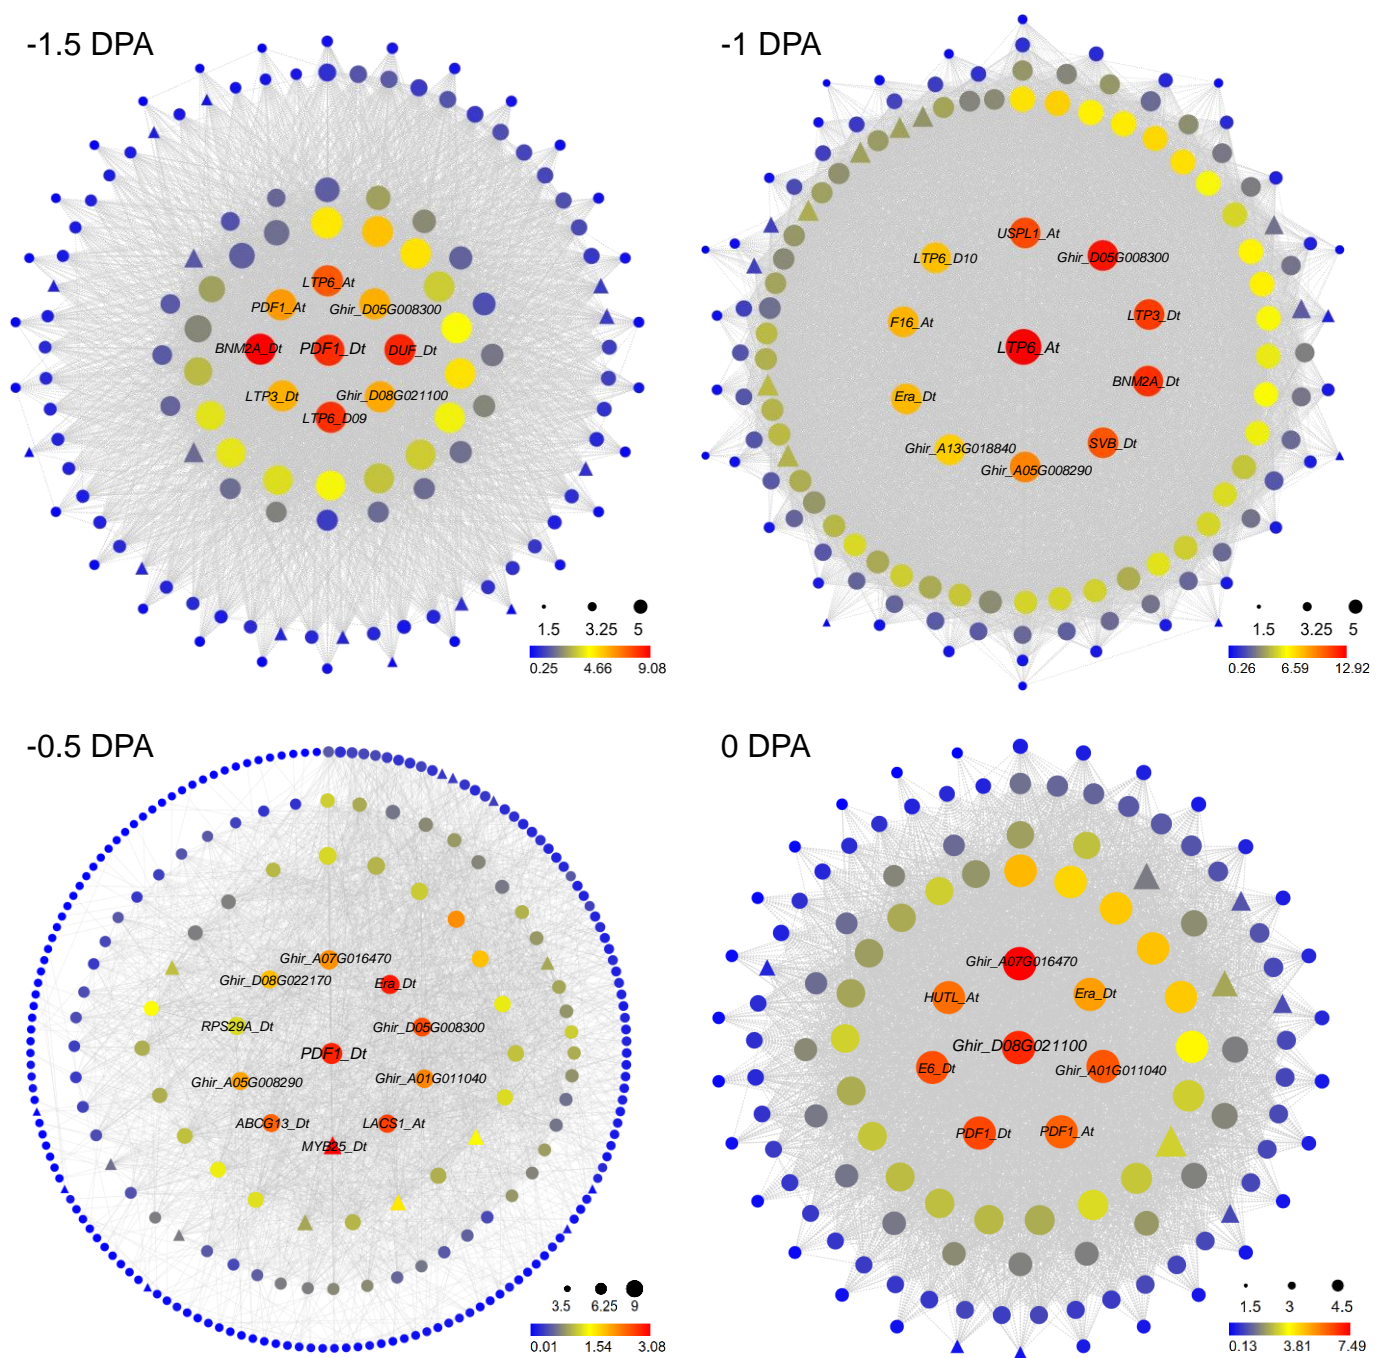 -1.5 DPA
LTP6_At
PDF1_At
Ghir_D05G008300
BNM2A_Dt
PDF1_Dt
DUF_Dt
LTP3_Dt
Ghir_D08G021100
LTP6_D09
1.5 3.25 5
0.25 4.66 9.08
-1 DPA
USPL1_At
LTP6_D10
Ghir_D05G008300
F16_At
LTP3_Dt
LTP6_At
BNM2A_Dt
Era_Dt
SVB_Dt
Ghir_A13G018840
Ghir_A05G008290
1.5 3.25 5
0.26 6.59 12.92
-0.5 DPA
Ghir_A07G016470
Ghir_D08G022170
Era_Dt
RPS29A_Dt
Ghir_D05G008300
PDF1_Dt
Ghir_A05G008290
Ghir_A01G011040
ABCG13_Dt
LACS1_At
MYB25_Dt
3.5 6.25 9
0.01 1.54 3.08
0 DPA
Ghir_A07G016470
HUTL_At
Era_Dt
Ghir_D08G021100
E6_Dt
Ghir_A01G011040
PDF1_Dt
PDF1_At
1.5 3 4.5
0.13 3.81 7.49